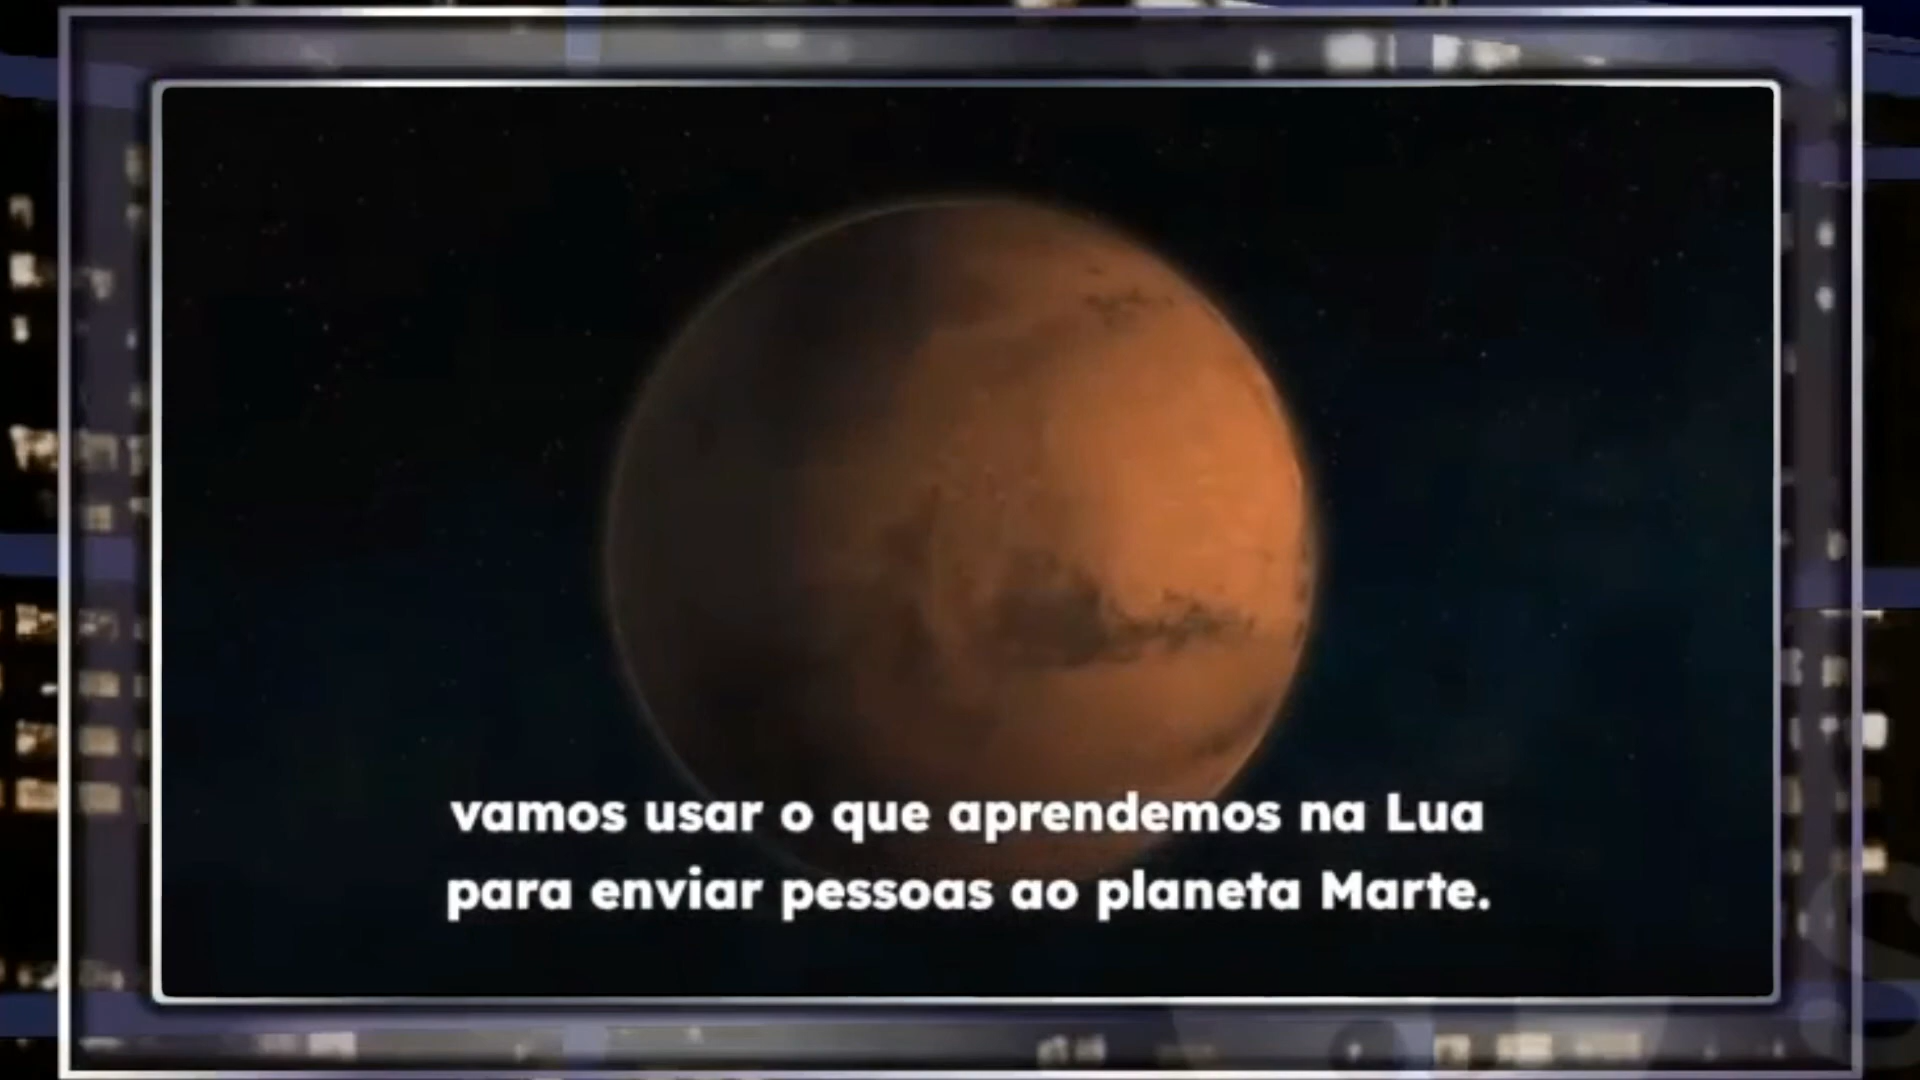 vamos usar o que aprendemos na Lua
para enviar pessoas ao planeta Marte.